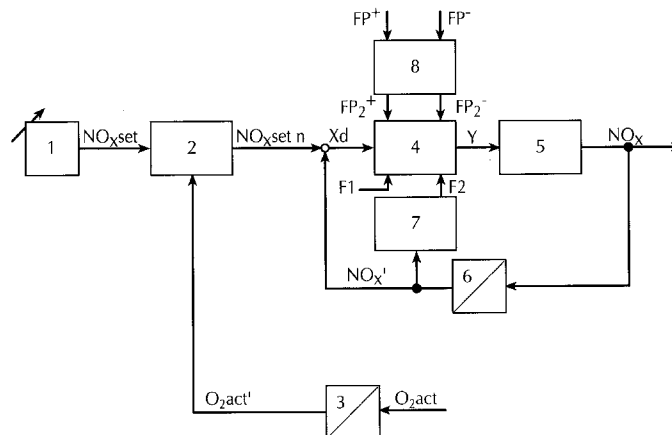 FP+ FP-
8
FP2+ FP2-
1 NOXset 2 NOXset n Xd 4 Y 5 NOX
F1 F2
7
NOX' 6
O2act' 3 O2act